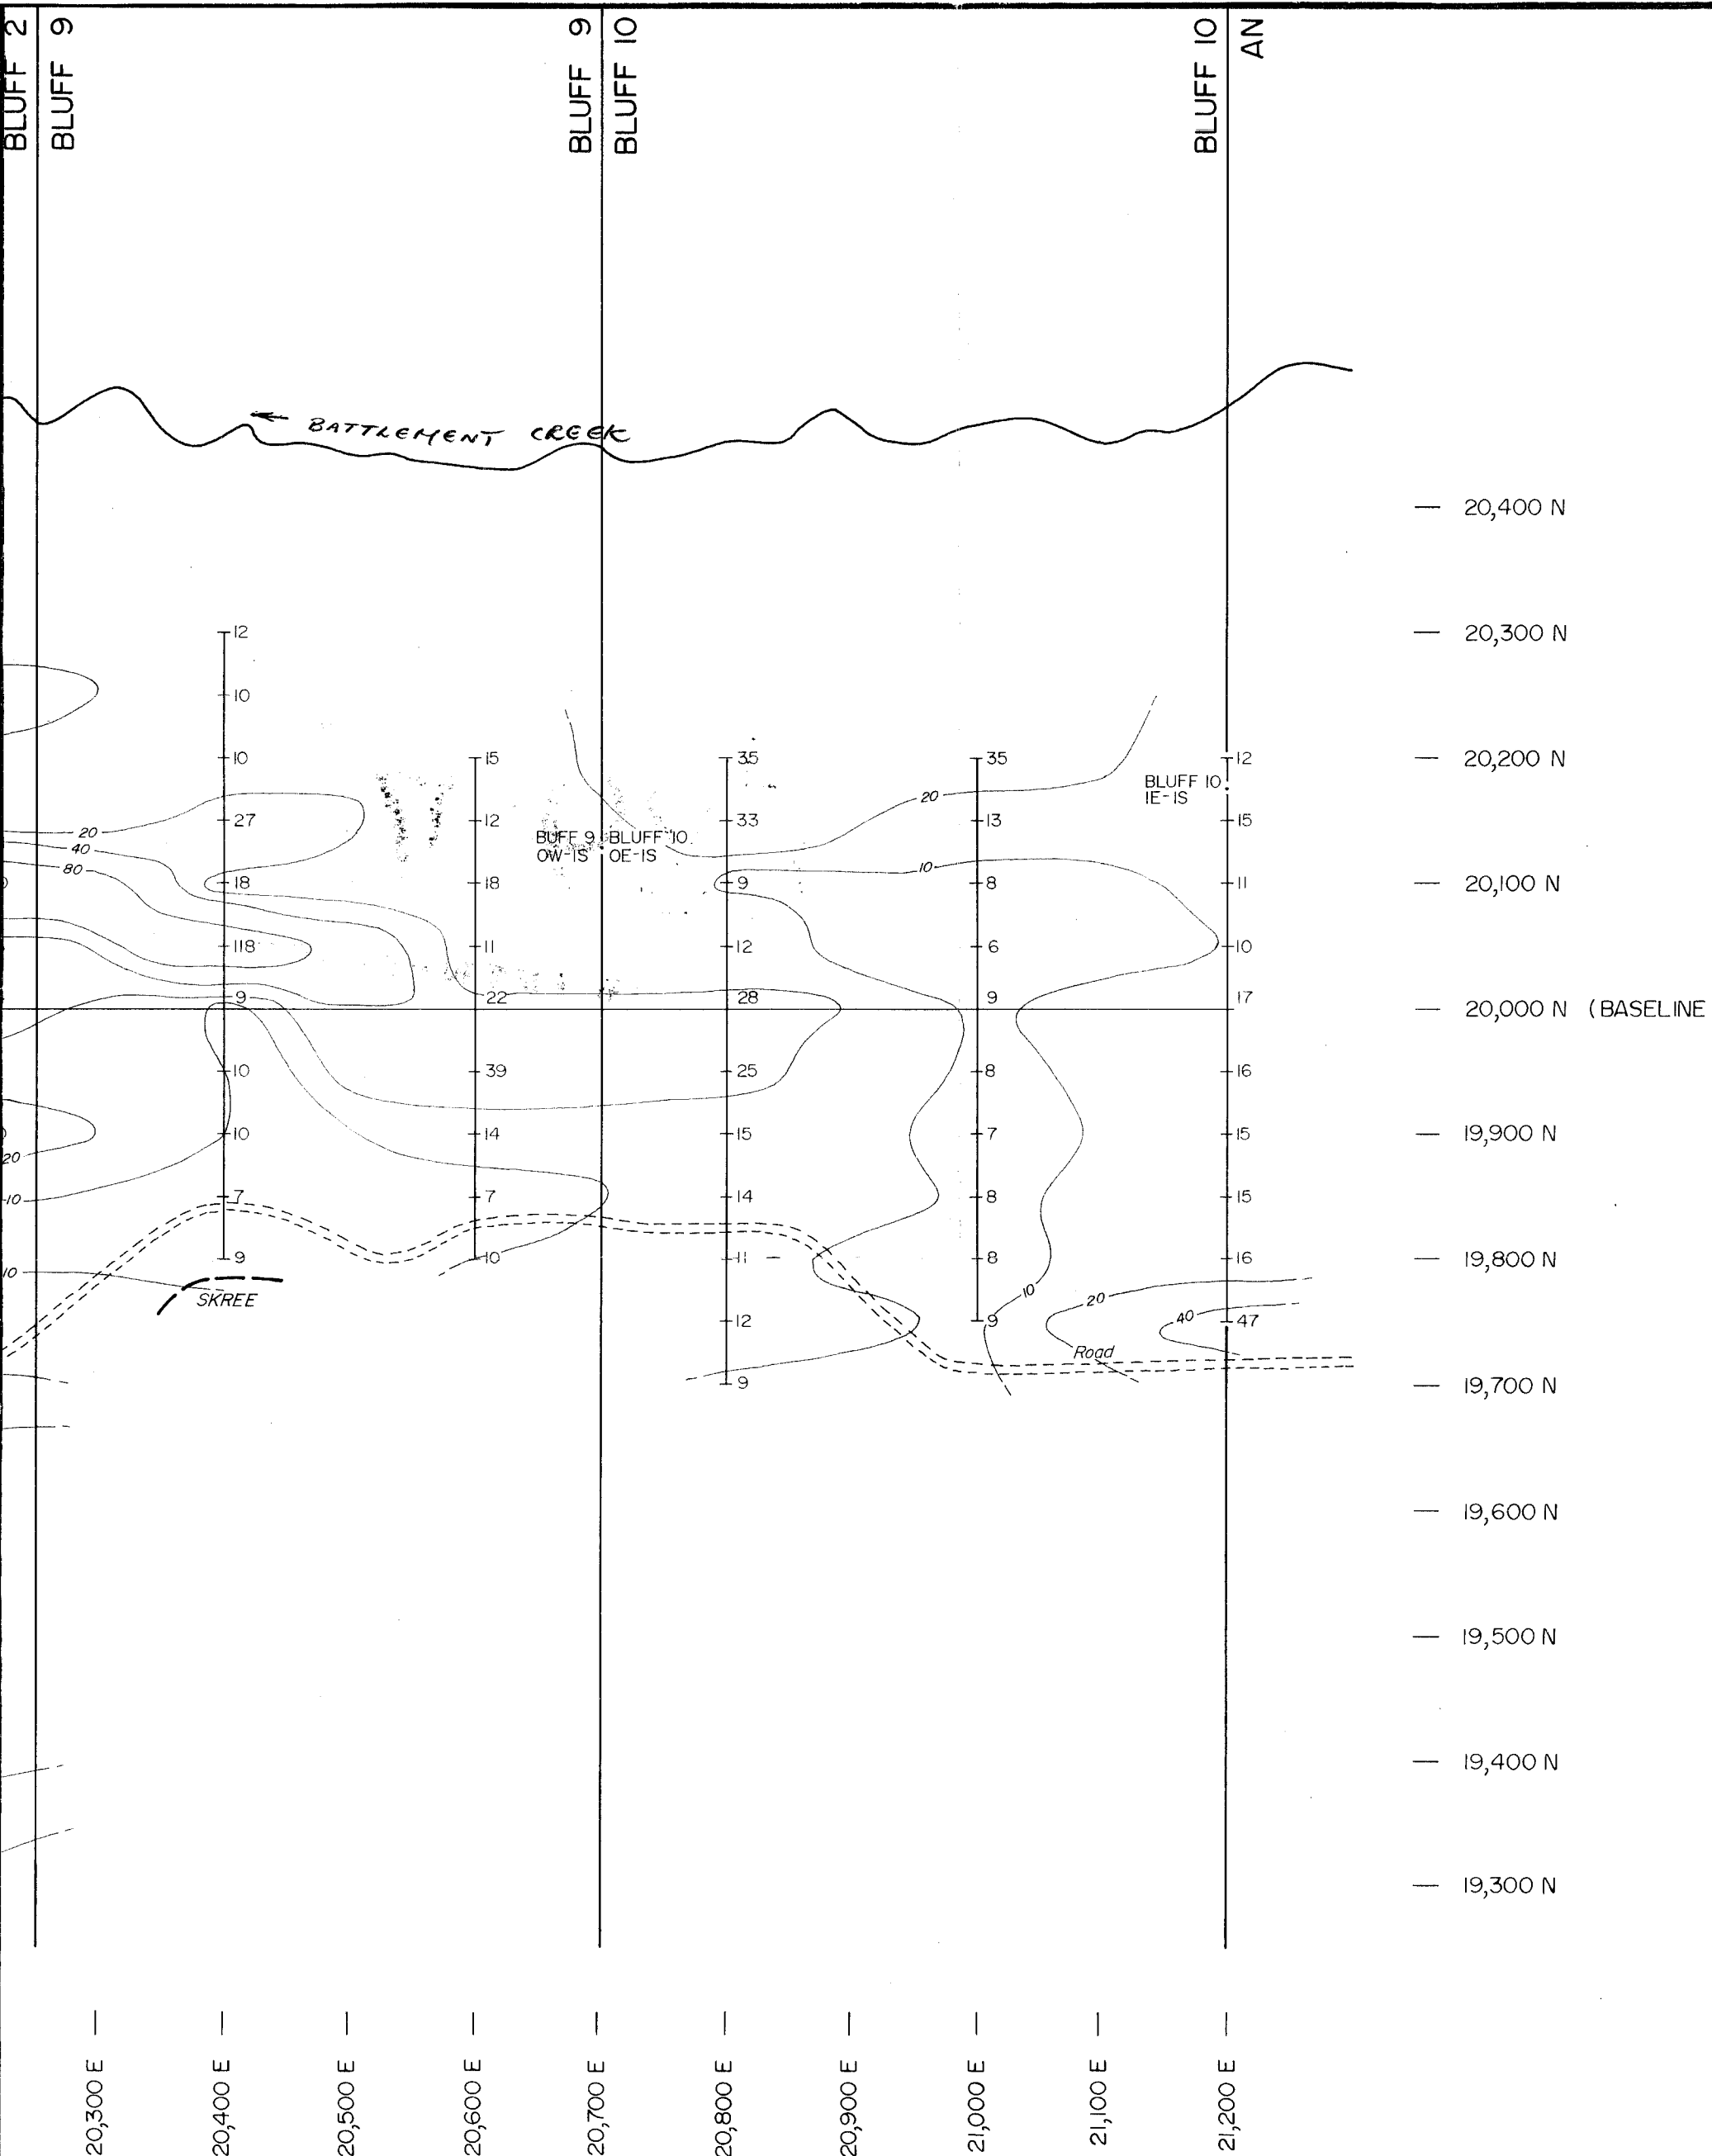 BLUFF 2
BLUFF 9
BLUFF 9
BLUFF 10
BLUFF 10
AN
← BATTLEMENT CREEK
20,400 N
12
20,300 N
10
10
15
35
35
12
20,200 N
BLUFF 10
IE-IS
20
27
12
33
13
15
20
40
BUFF 9
OW-IS
BLUFF 10
OE-IS
80
10
18
18
9
8
11
20,100 N
118
11
12
6
10
9
22
28
9
17
20,000 N (BASELINE
10
39
25
8
16
10
14
15
7
15
19,900 N
20
10
7
7
14
8
15
9
10
11
8
16
19,800 N
10
SKREE
10
20
40
12
9
47
Road
9
19,700 N
19,600 N
19,500 N
19,400 N
19,300 N
20,300 E
20,400 E
20,500 E
20,600 E
20,700 E
20,800 E
20,900 E
21,000 E
21,100 E
21,200 E